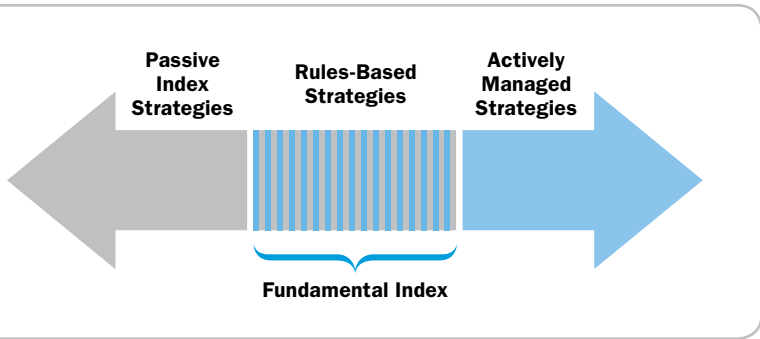 Passive
Index
Strategies
Rules-Based
Strategies
Actively
Managed
Strategies
Fundamental Index